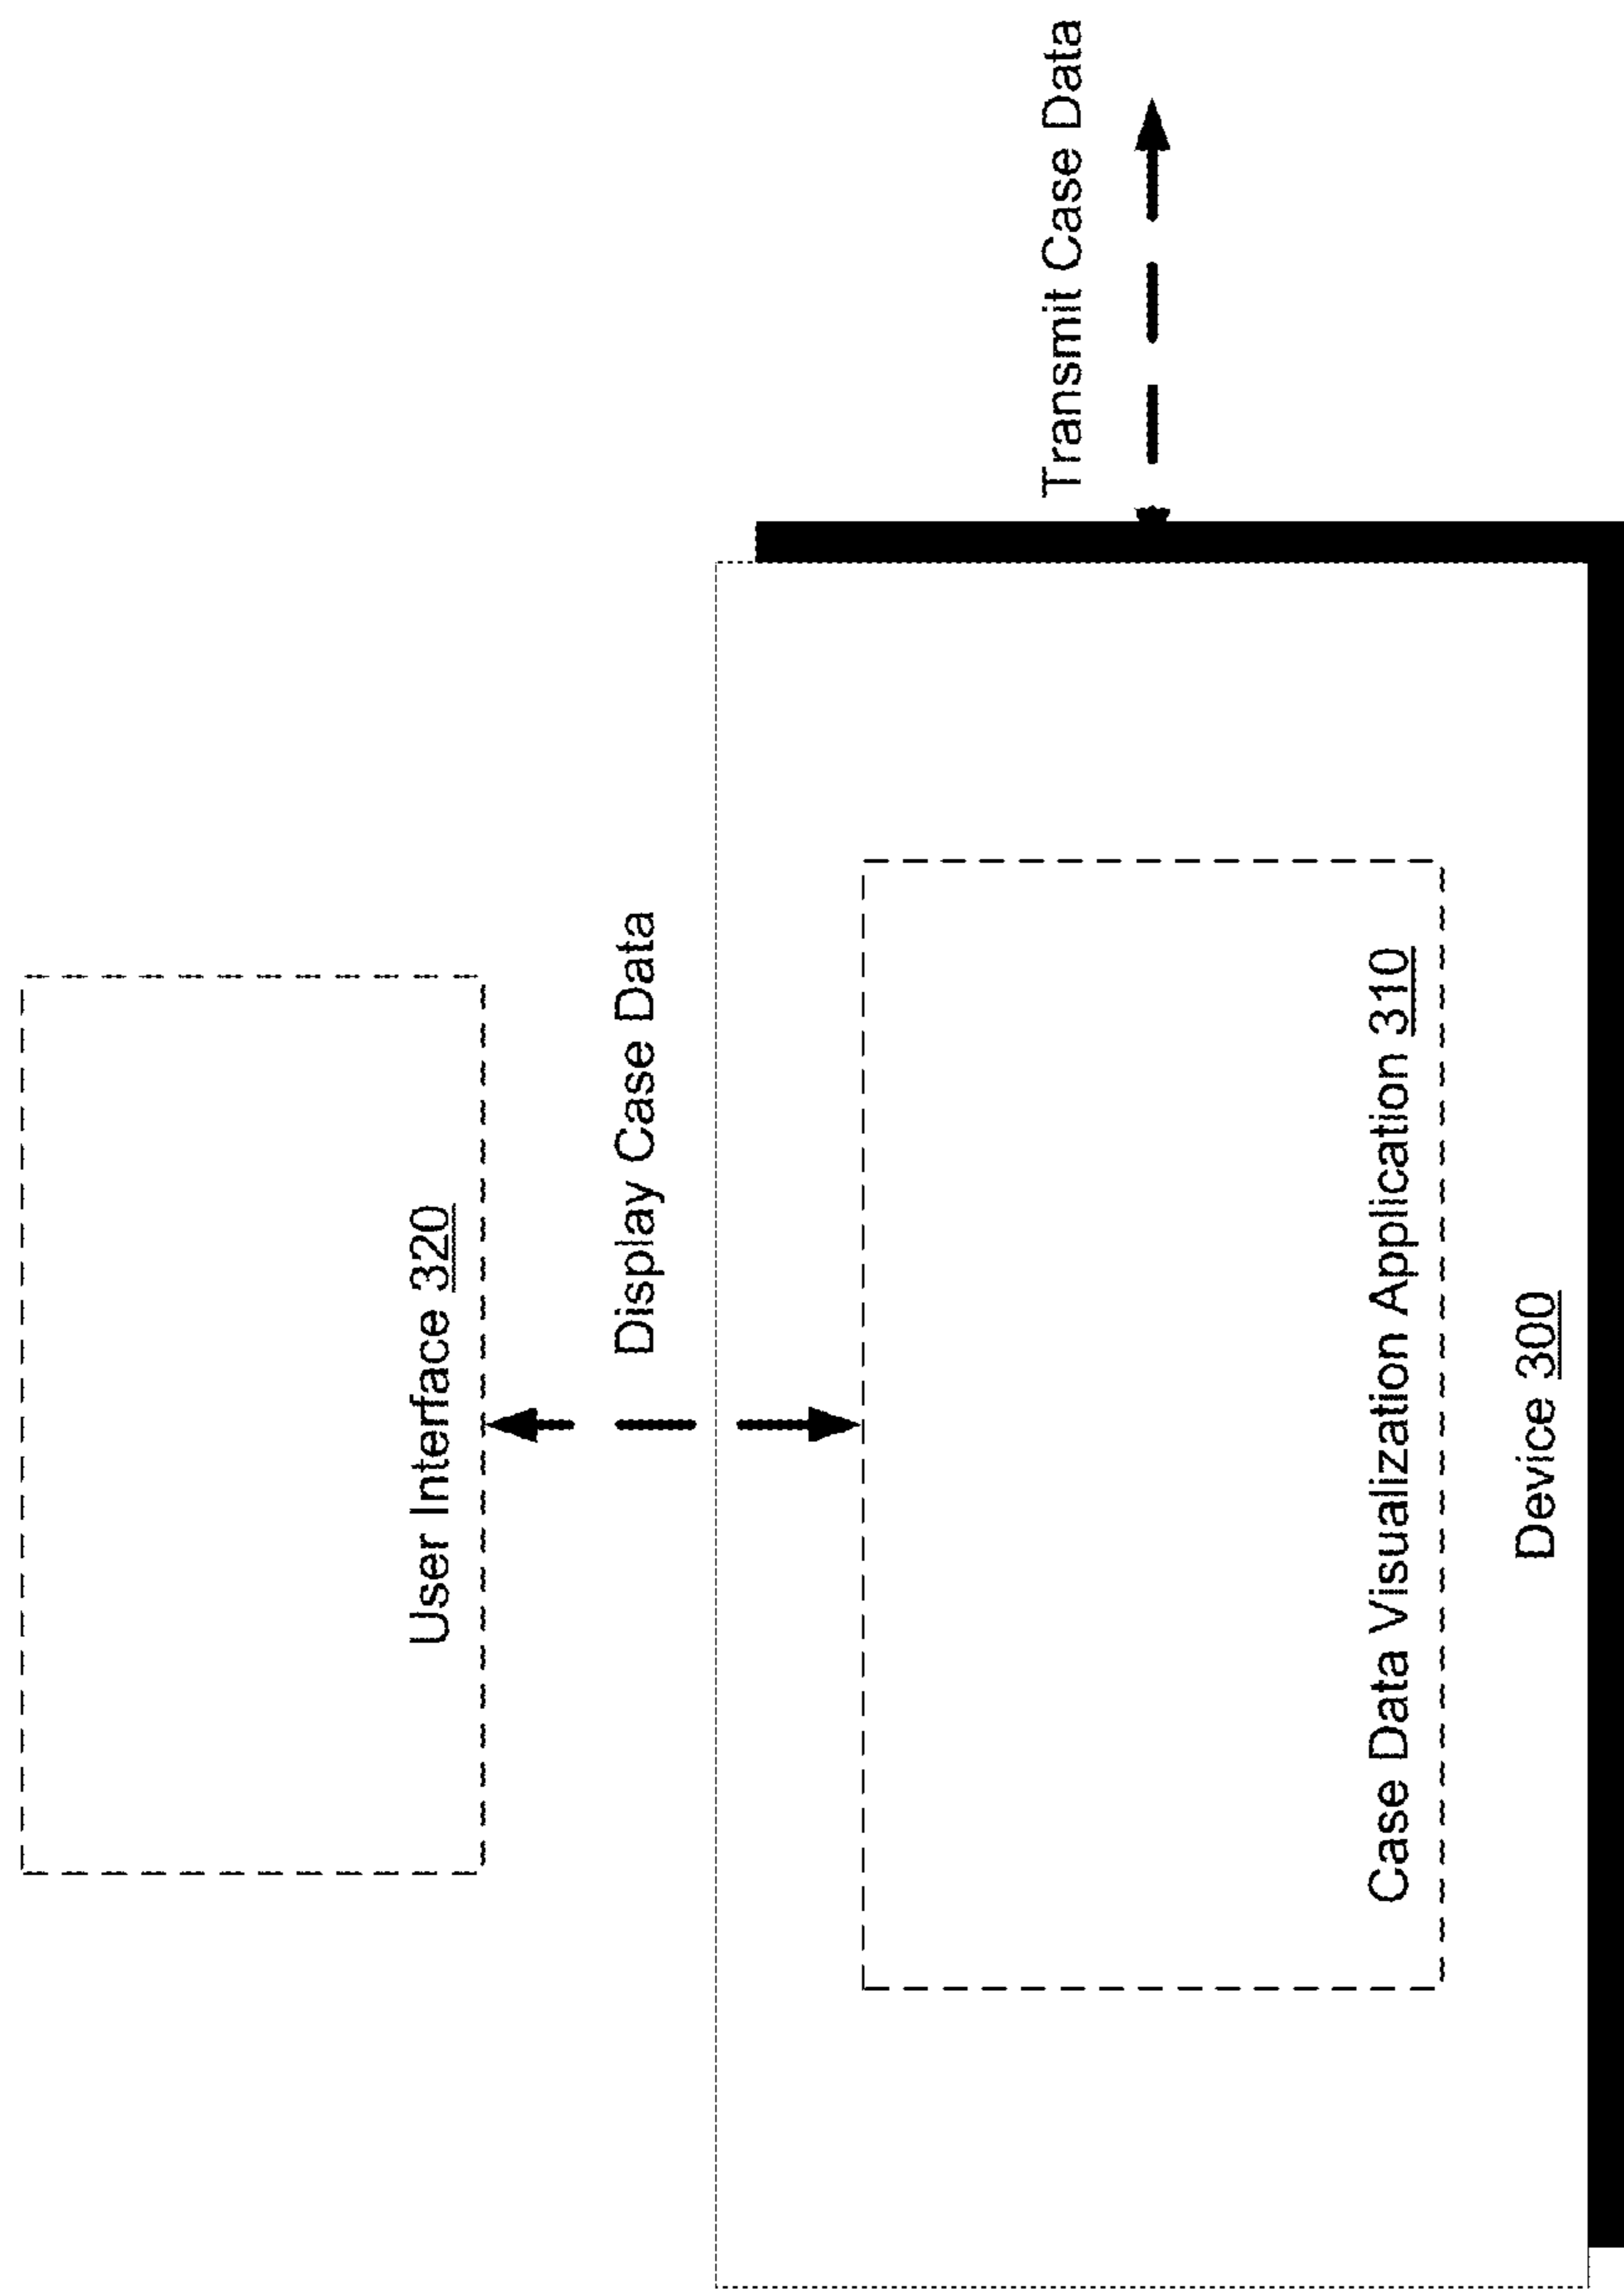 User Interface 320
Display Case Data
Transmit Case Data
Case Data Visualization Application 310
Device 300